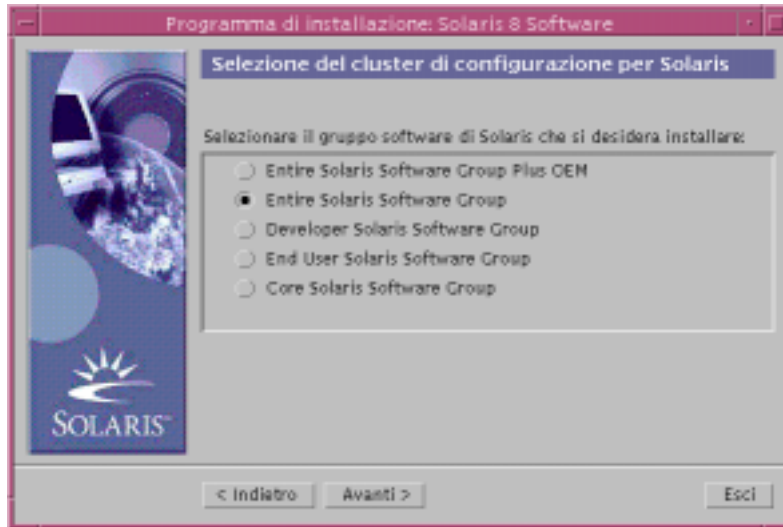 Programma di installazione: Solaris 8 Software
Selezione del cluster di configurazione per Solaris
Selezionare il gruppo software di Solaris che si desidera installare:
Entire Solaris Software Group Plus OEM
Entire Solaris Software Group
Developer Solaris Software Group
End User Solaris Software Group
Core Solaris Software Group
SOLARIS™
< Indietro
Avanti >
Esci